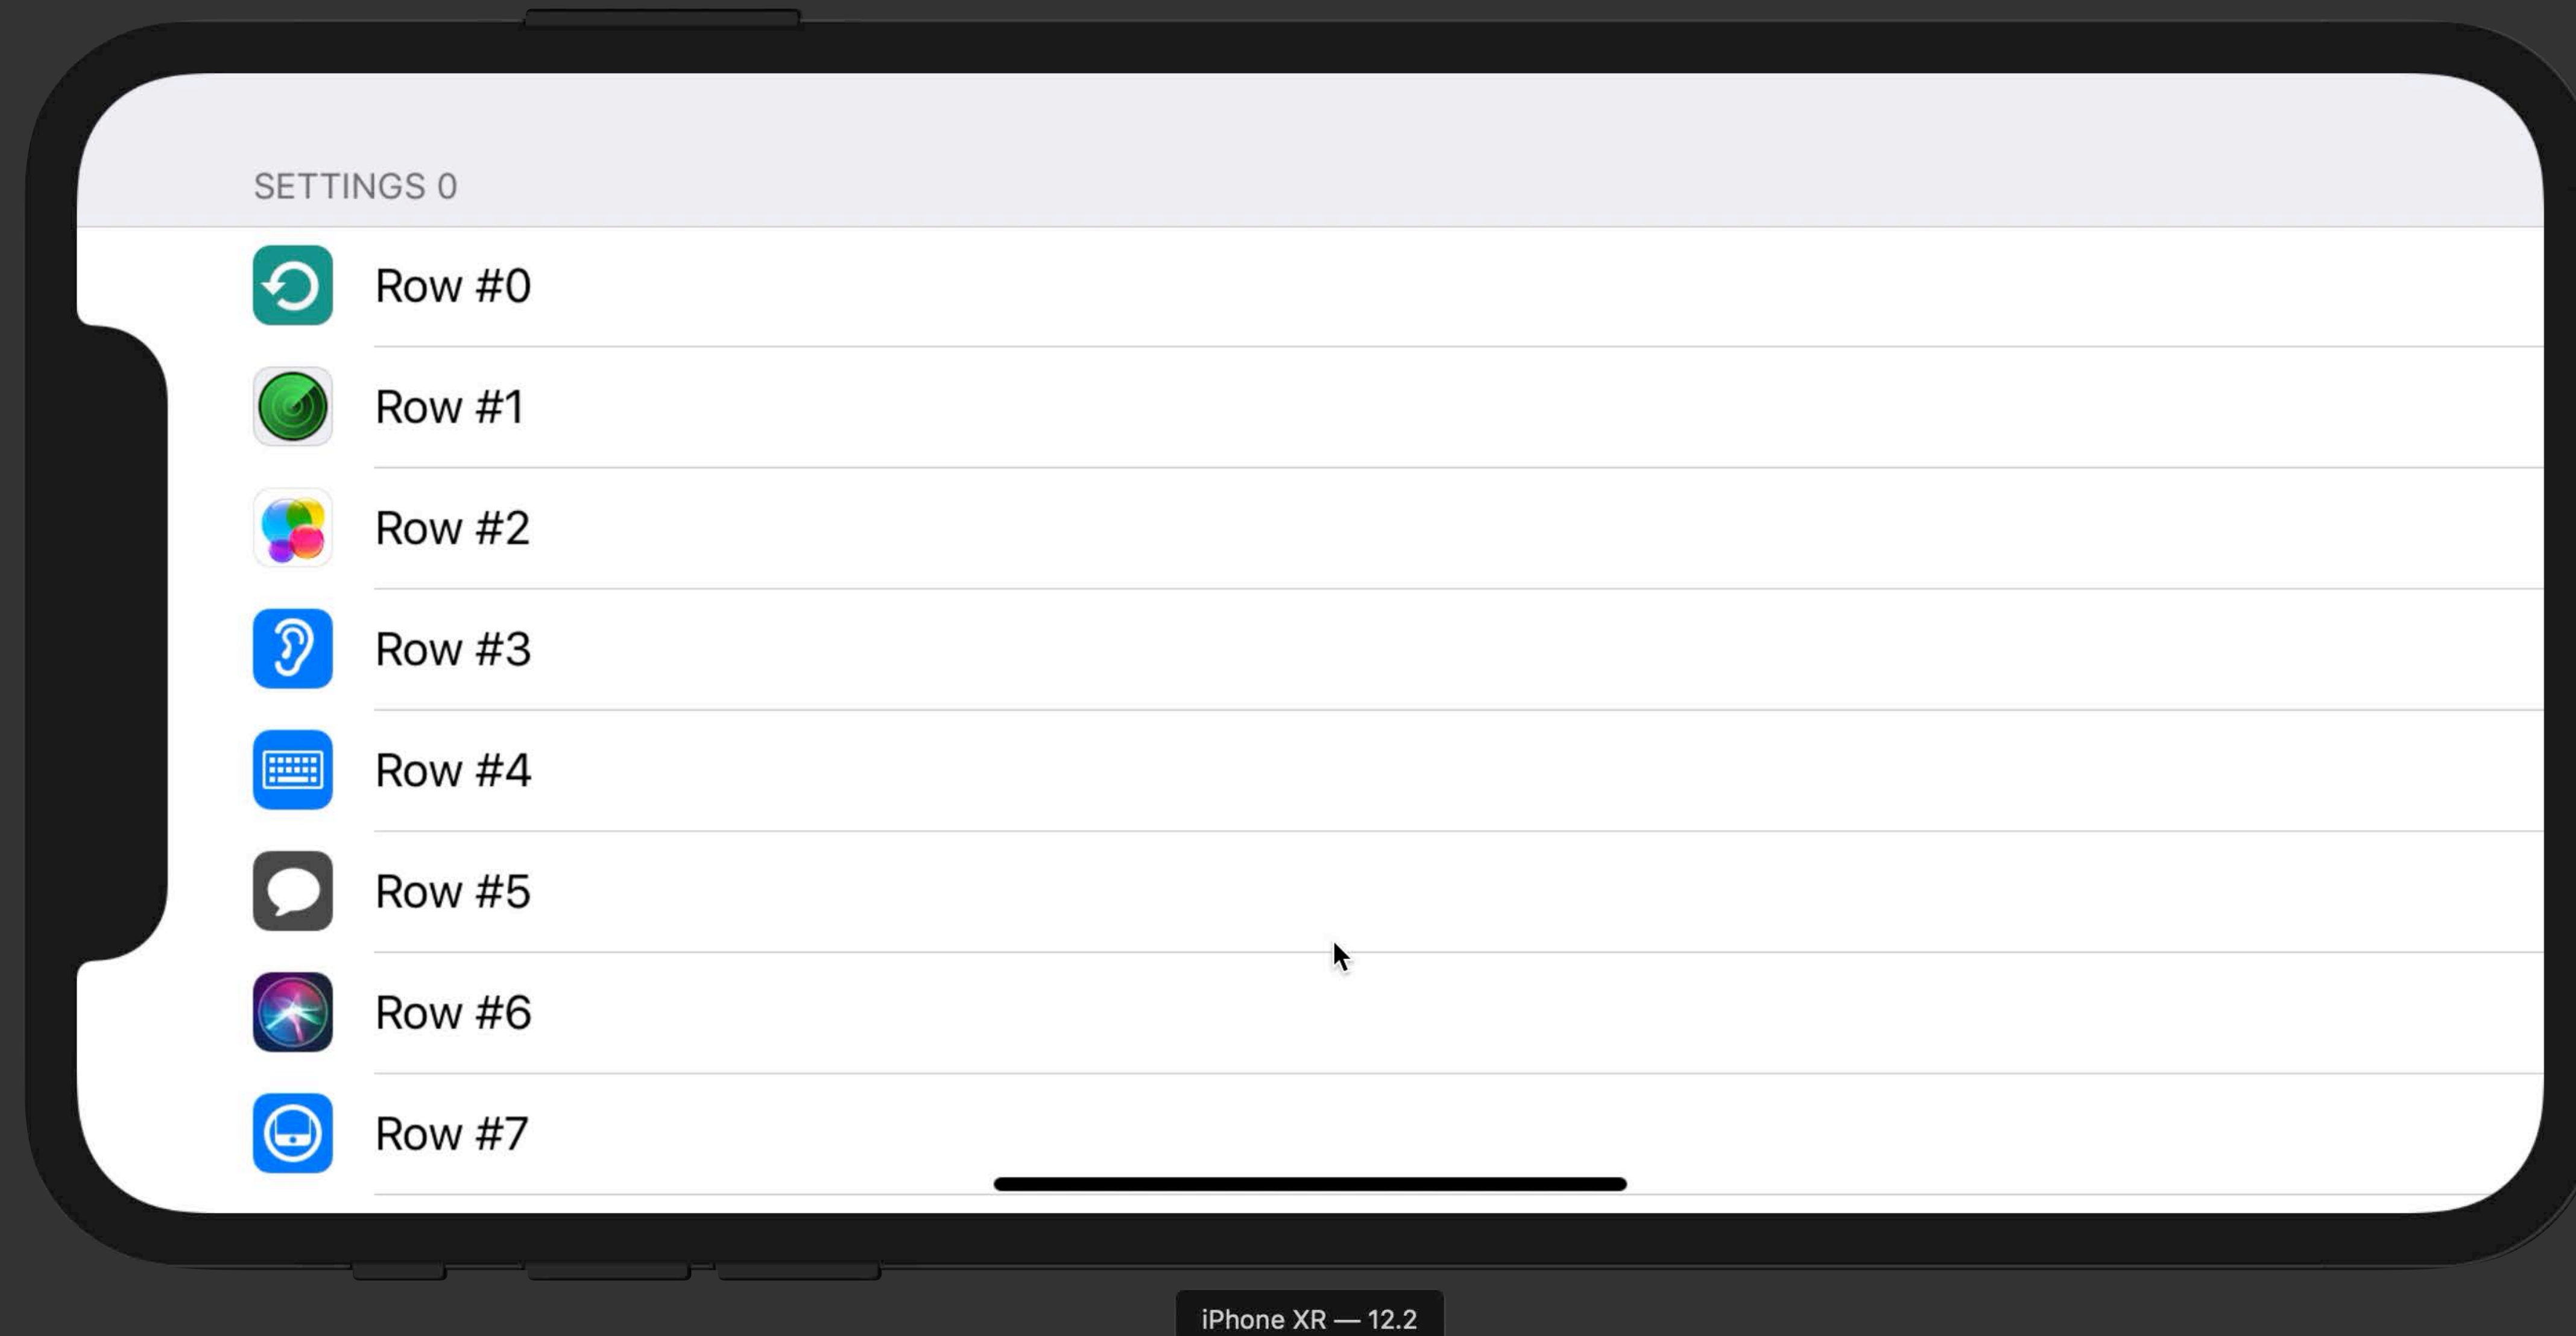 SETTINGS 0
Row #0
Row #1
Row #2
Row #3
Row #4
Row #5
Row #6
Row #7
iPhone XR — 12.2